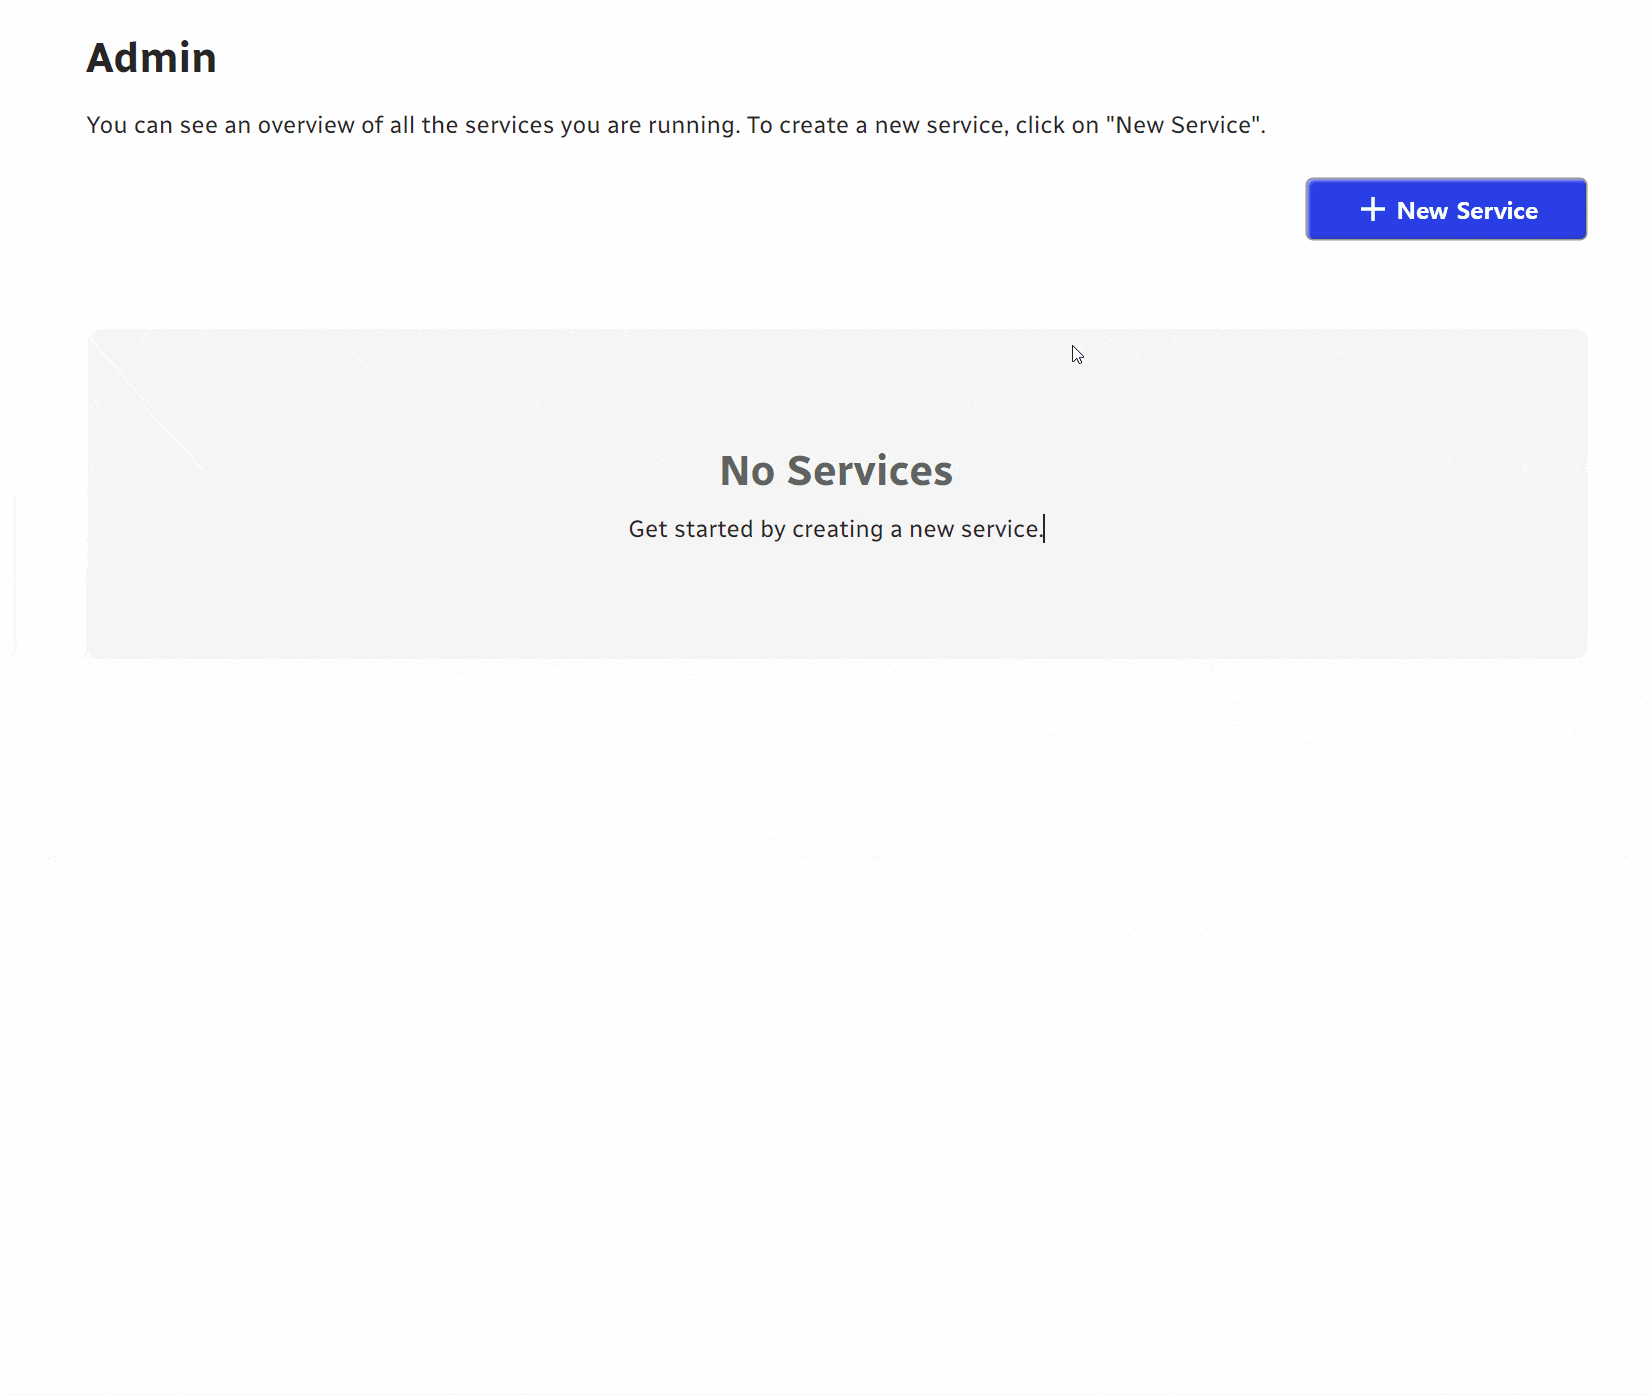 Admin
You can see an overview of all the services you are running. To create a new service, click on "New Service".
New Service
No Services
Get started by creating a new service.